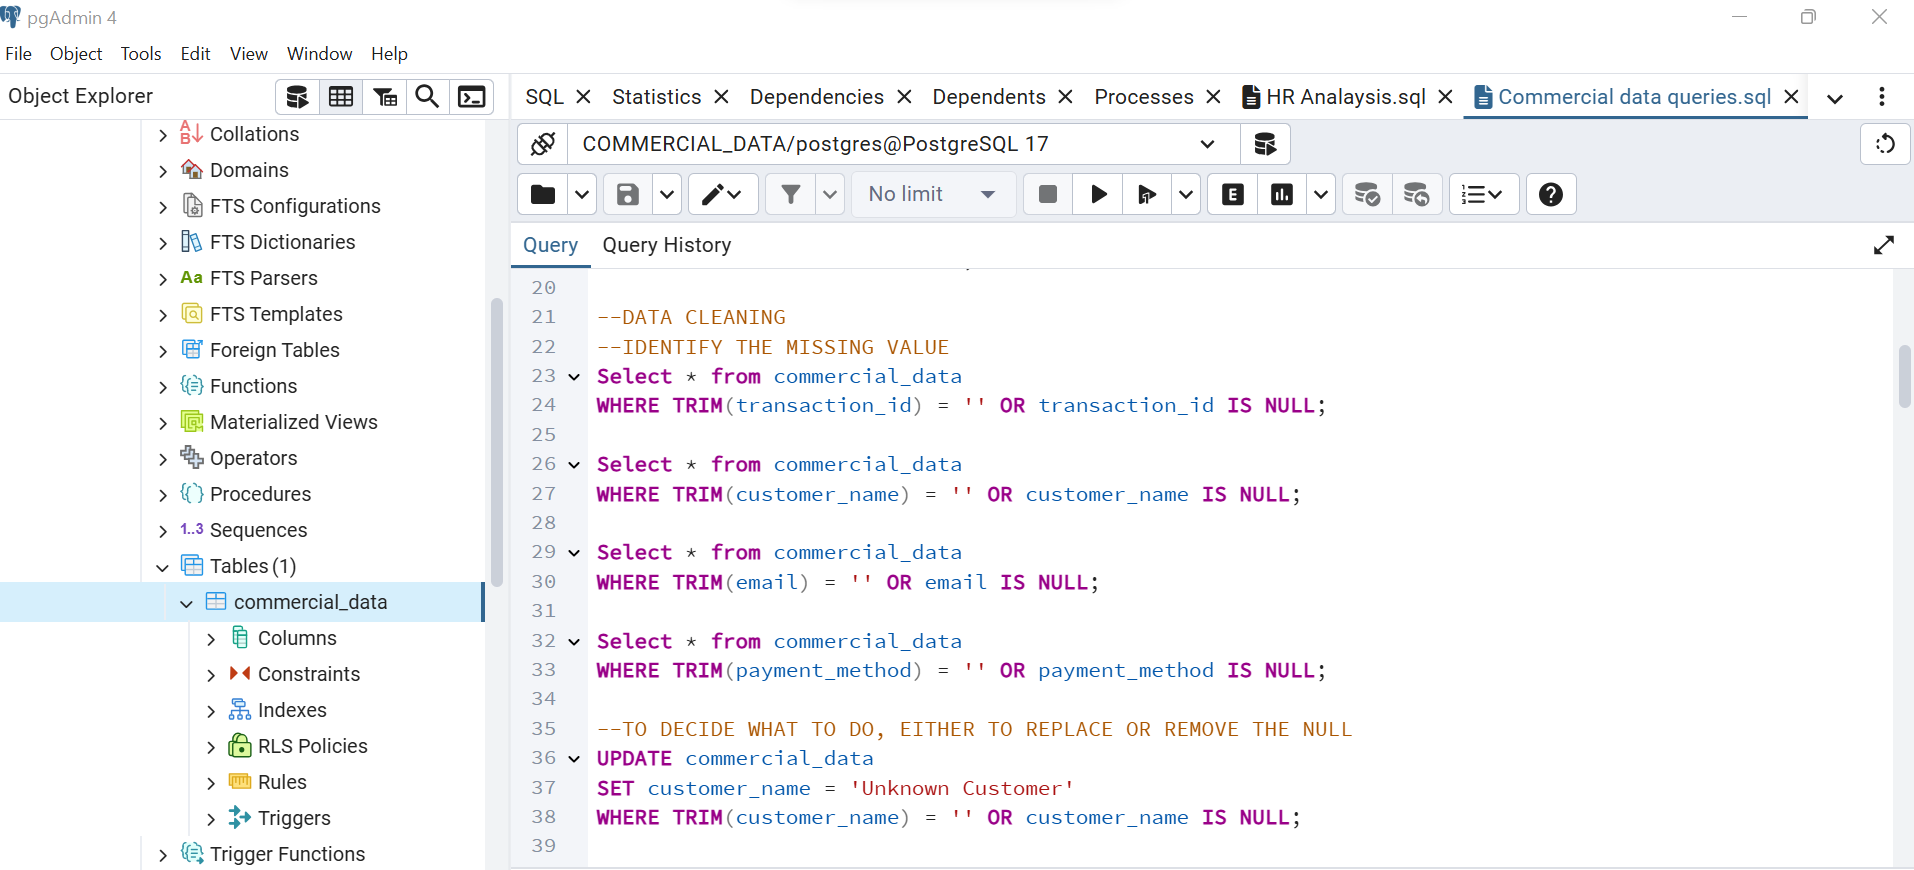 pgAdmin 4
File Object Tools Edit View Window Help
Object Explorer
SQL Statistics Dependencies Dependents Processes HR Analaysis.sql Commercial data queries.sql
Collations
Domains
FTS Configurations
FTS Dictionaries
Aa FTS Parsers
FTS Templates
Foreign Tables
Functions
Materialized Views
Operators
Procedures
1..3 Sequences
Tables (1)
commercial_data
Columns
Constraints
Indexes
RLS Policies
Rules
Triggers
Trigger Functions
COMMERCIAL_DATA/postgres@PostgreSQL 17
No limit E
Query Query History
20
21 --DATA CLEANING
22 --IDENTIFY THE MISSING VALUE
23 Select * from commercial_data
24 WHERE TRIM(transaction_id) = '' OR transaction_id IS NULL;
25
26 Select * from commercial_data
27 WHERE TRIM(customer_name) = '' OR customer_name IS NULL;
28
29 Select * from commercial_data
30 WHERE TRIM(email) = '' OR email IS NULL;
31
32 Select * from commercial_data
33 WHERE TRIM(payment_method) = '' OR payment_method IS NULL;
34
35 --TO DECIDE WHAT TO DO, EITHER TO REPLACE OR REMOVE THE NULL
36 UPDATE commercial_data
37 SET customer_name = 'Unknown Customer'
38 WHERE TRIM(customer_name) = '' OR customer_name IS NULL;
39